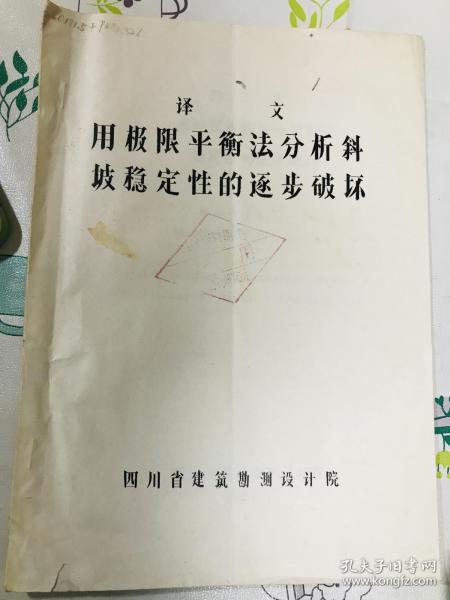 译 文
用极限平衡法分析斜
坡稳定性的逐步破坏
四川省建筑勘测设计院
孔夫子旧书网
www.kongfz.com